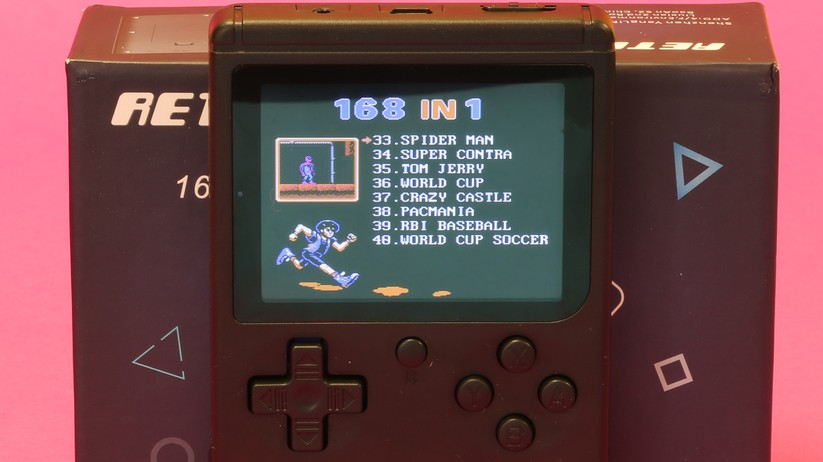 RET
16
RETR
168 IN 1
33.SPIDER MAN
34.SUPER CONTRA
35.TOM JERRY
36.WORLD CUP
37.CRAZY CASTLE
38.PACMANIA
39.RBI BASEBALL
40.WORLD CUP SOCCER
X
Y
A
B